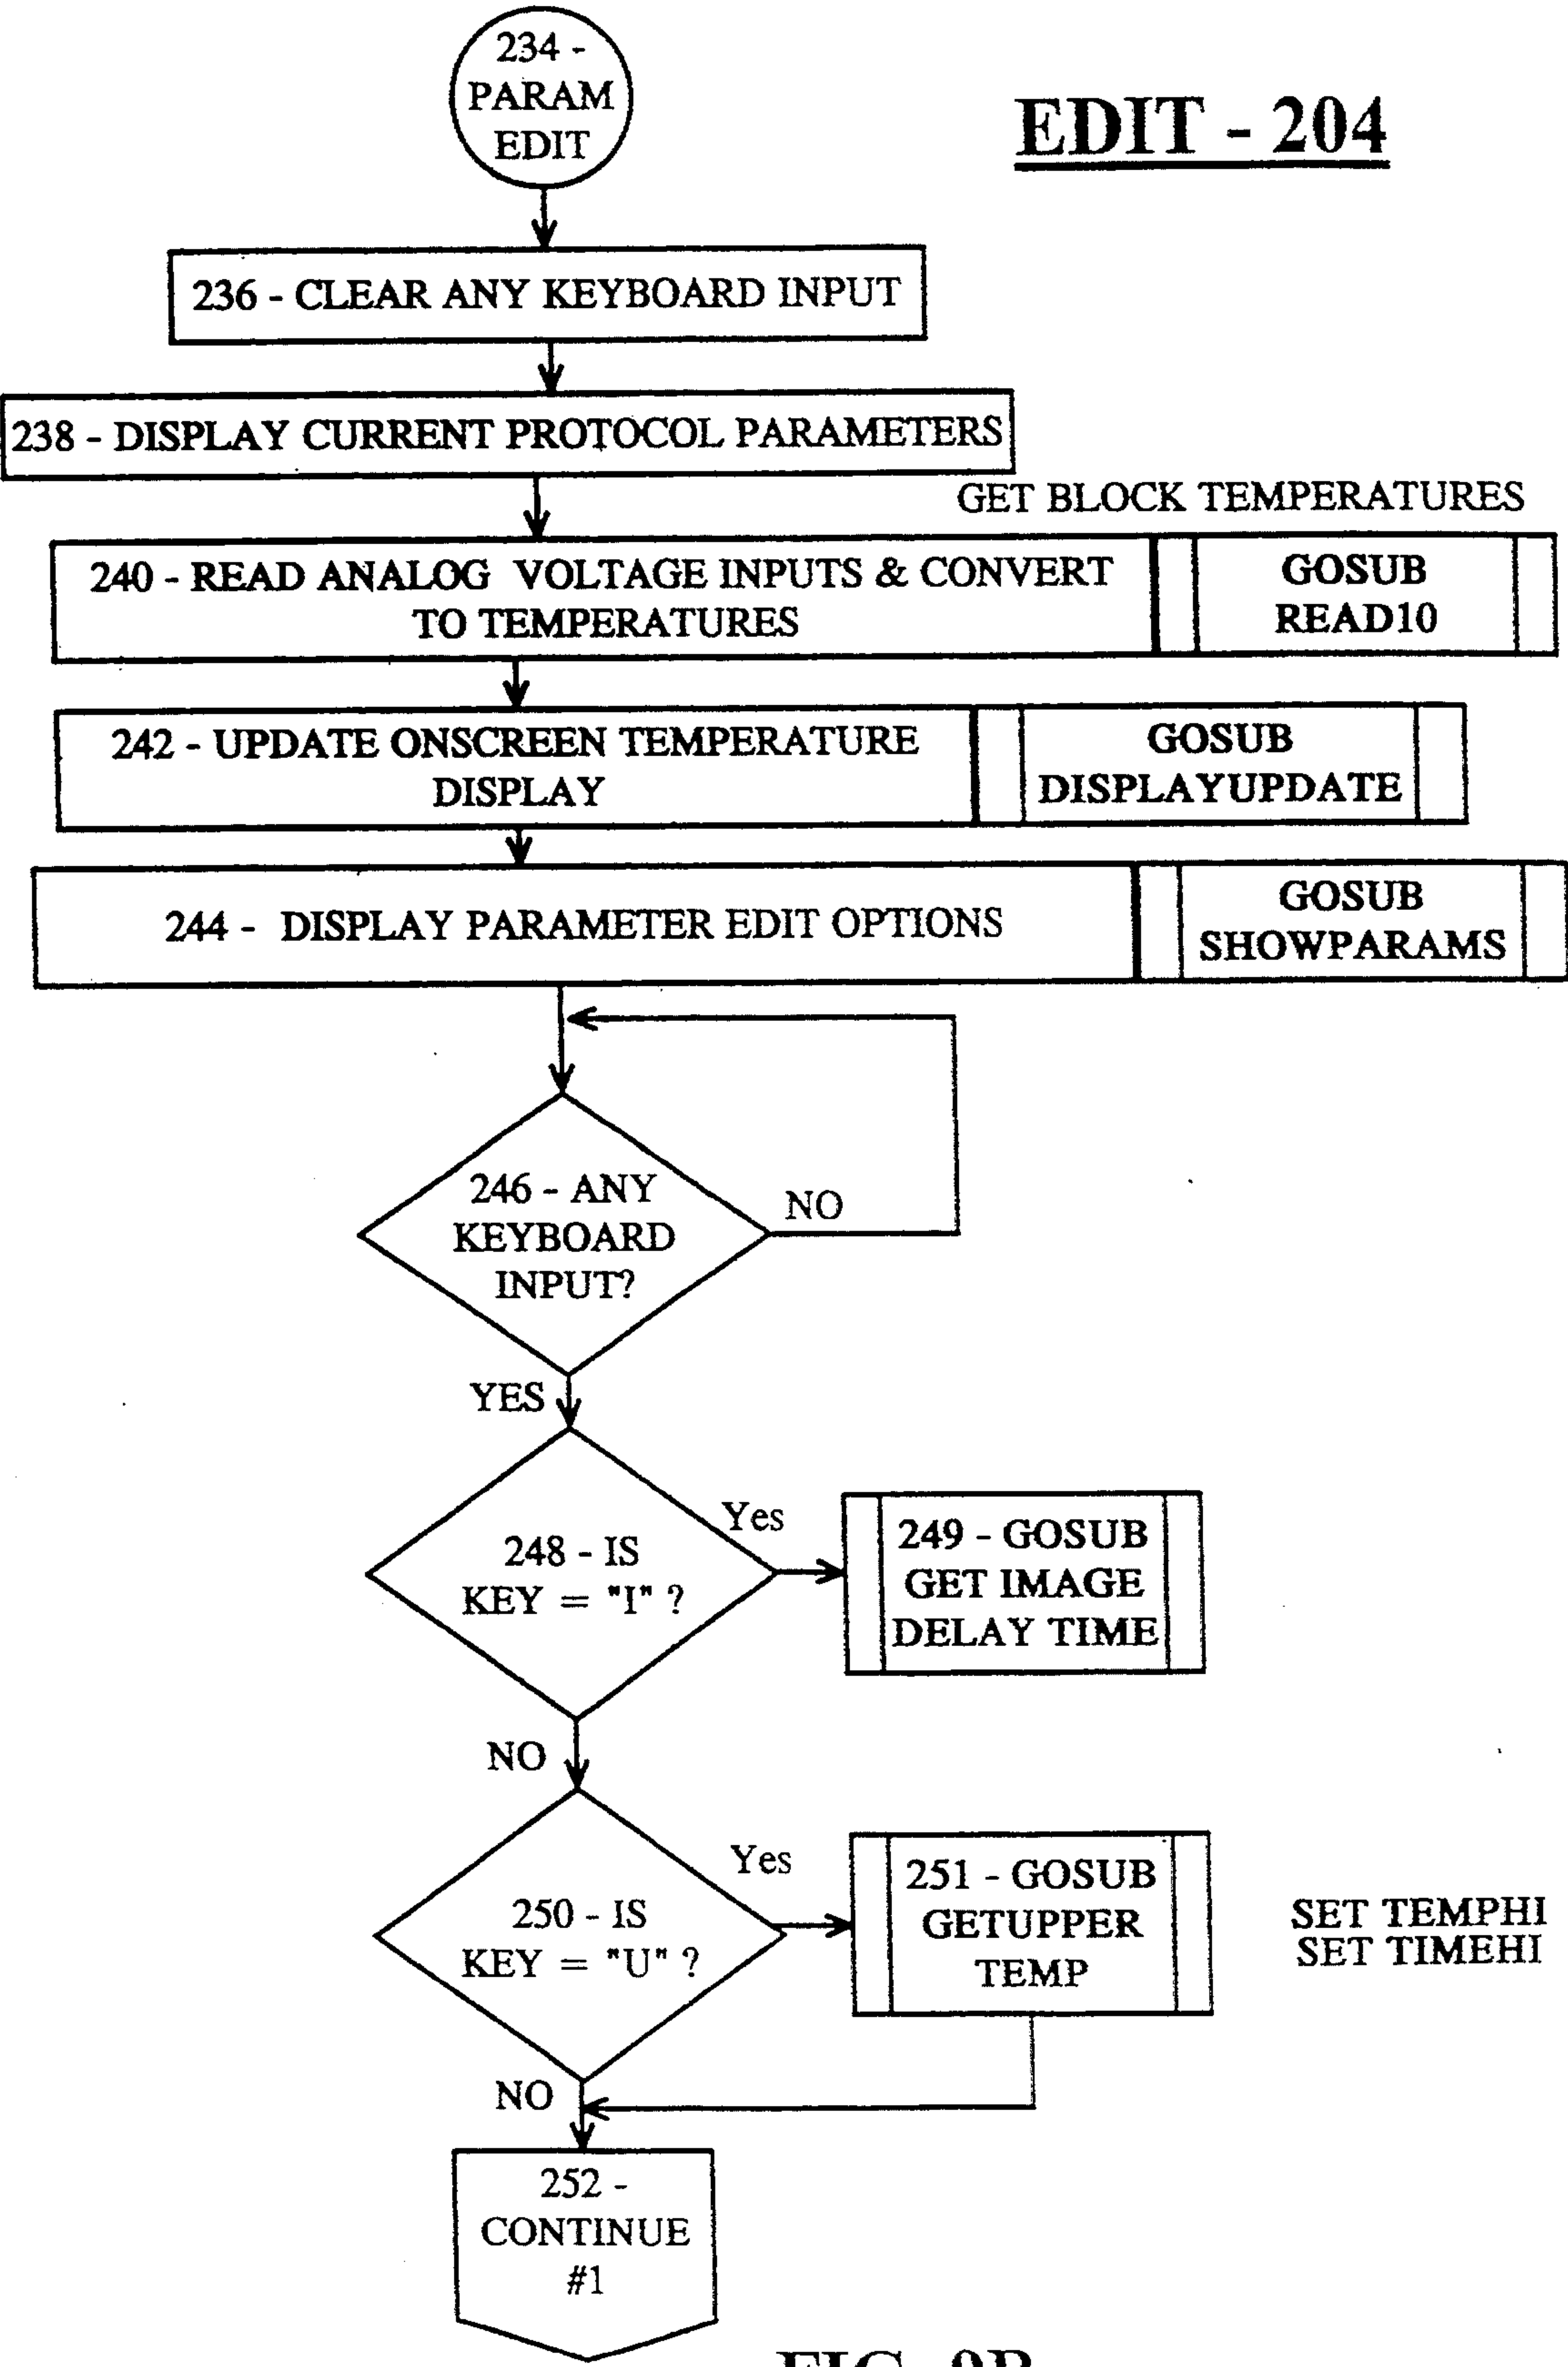 234 -
PARAM
EDIT
EDIT - 204
236 - CLEAR ANY KEYBOARD INPUT
238 - DISPLAY CURRENT PROTOCOL PARAMETERS
GET BLOCK TEMPERATURES
240 - READ ANALOG VOLTAGE INPUTS & CONVERT
TO TEMPERATURES
GOSUB
READ10
242 - UPDATE ONSCREEN TEMPERATURE
DISPLAY
GOSUB
DISPLAYUPDATE
244 - DISPLAY PARAMETER EDIT OPTIONS
GOSUB
SHOWPARAMS
246 - ANY
KEYBOARD
INPUT?
NO
YES
248 - IS
KEY = "I" ?
Yes
249 - GOSUB
GET IMAGE
DELAY TIME
NO
250 - IS
KEY = "U" ?
Yes
251 - GOSUB
GETUPPER
TEMP
SET TEMPHI
SET TIMEHI
NO
252 -
CONTINUE
#1